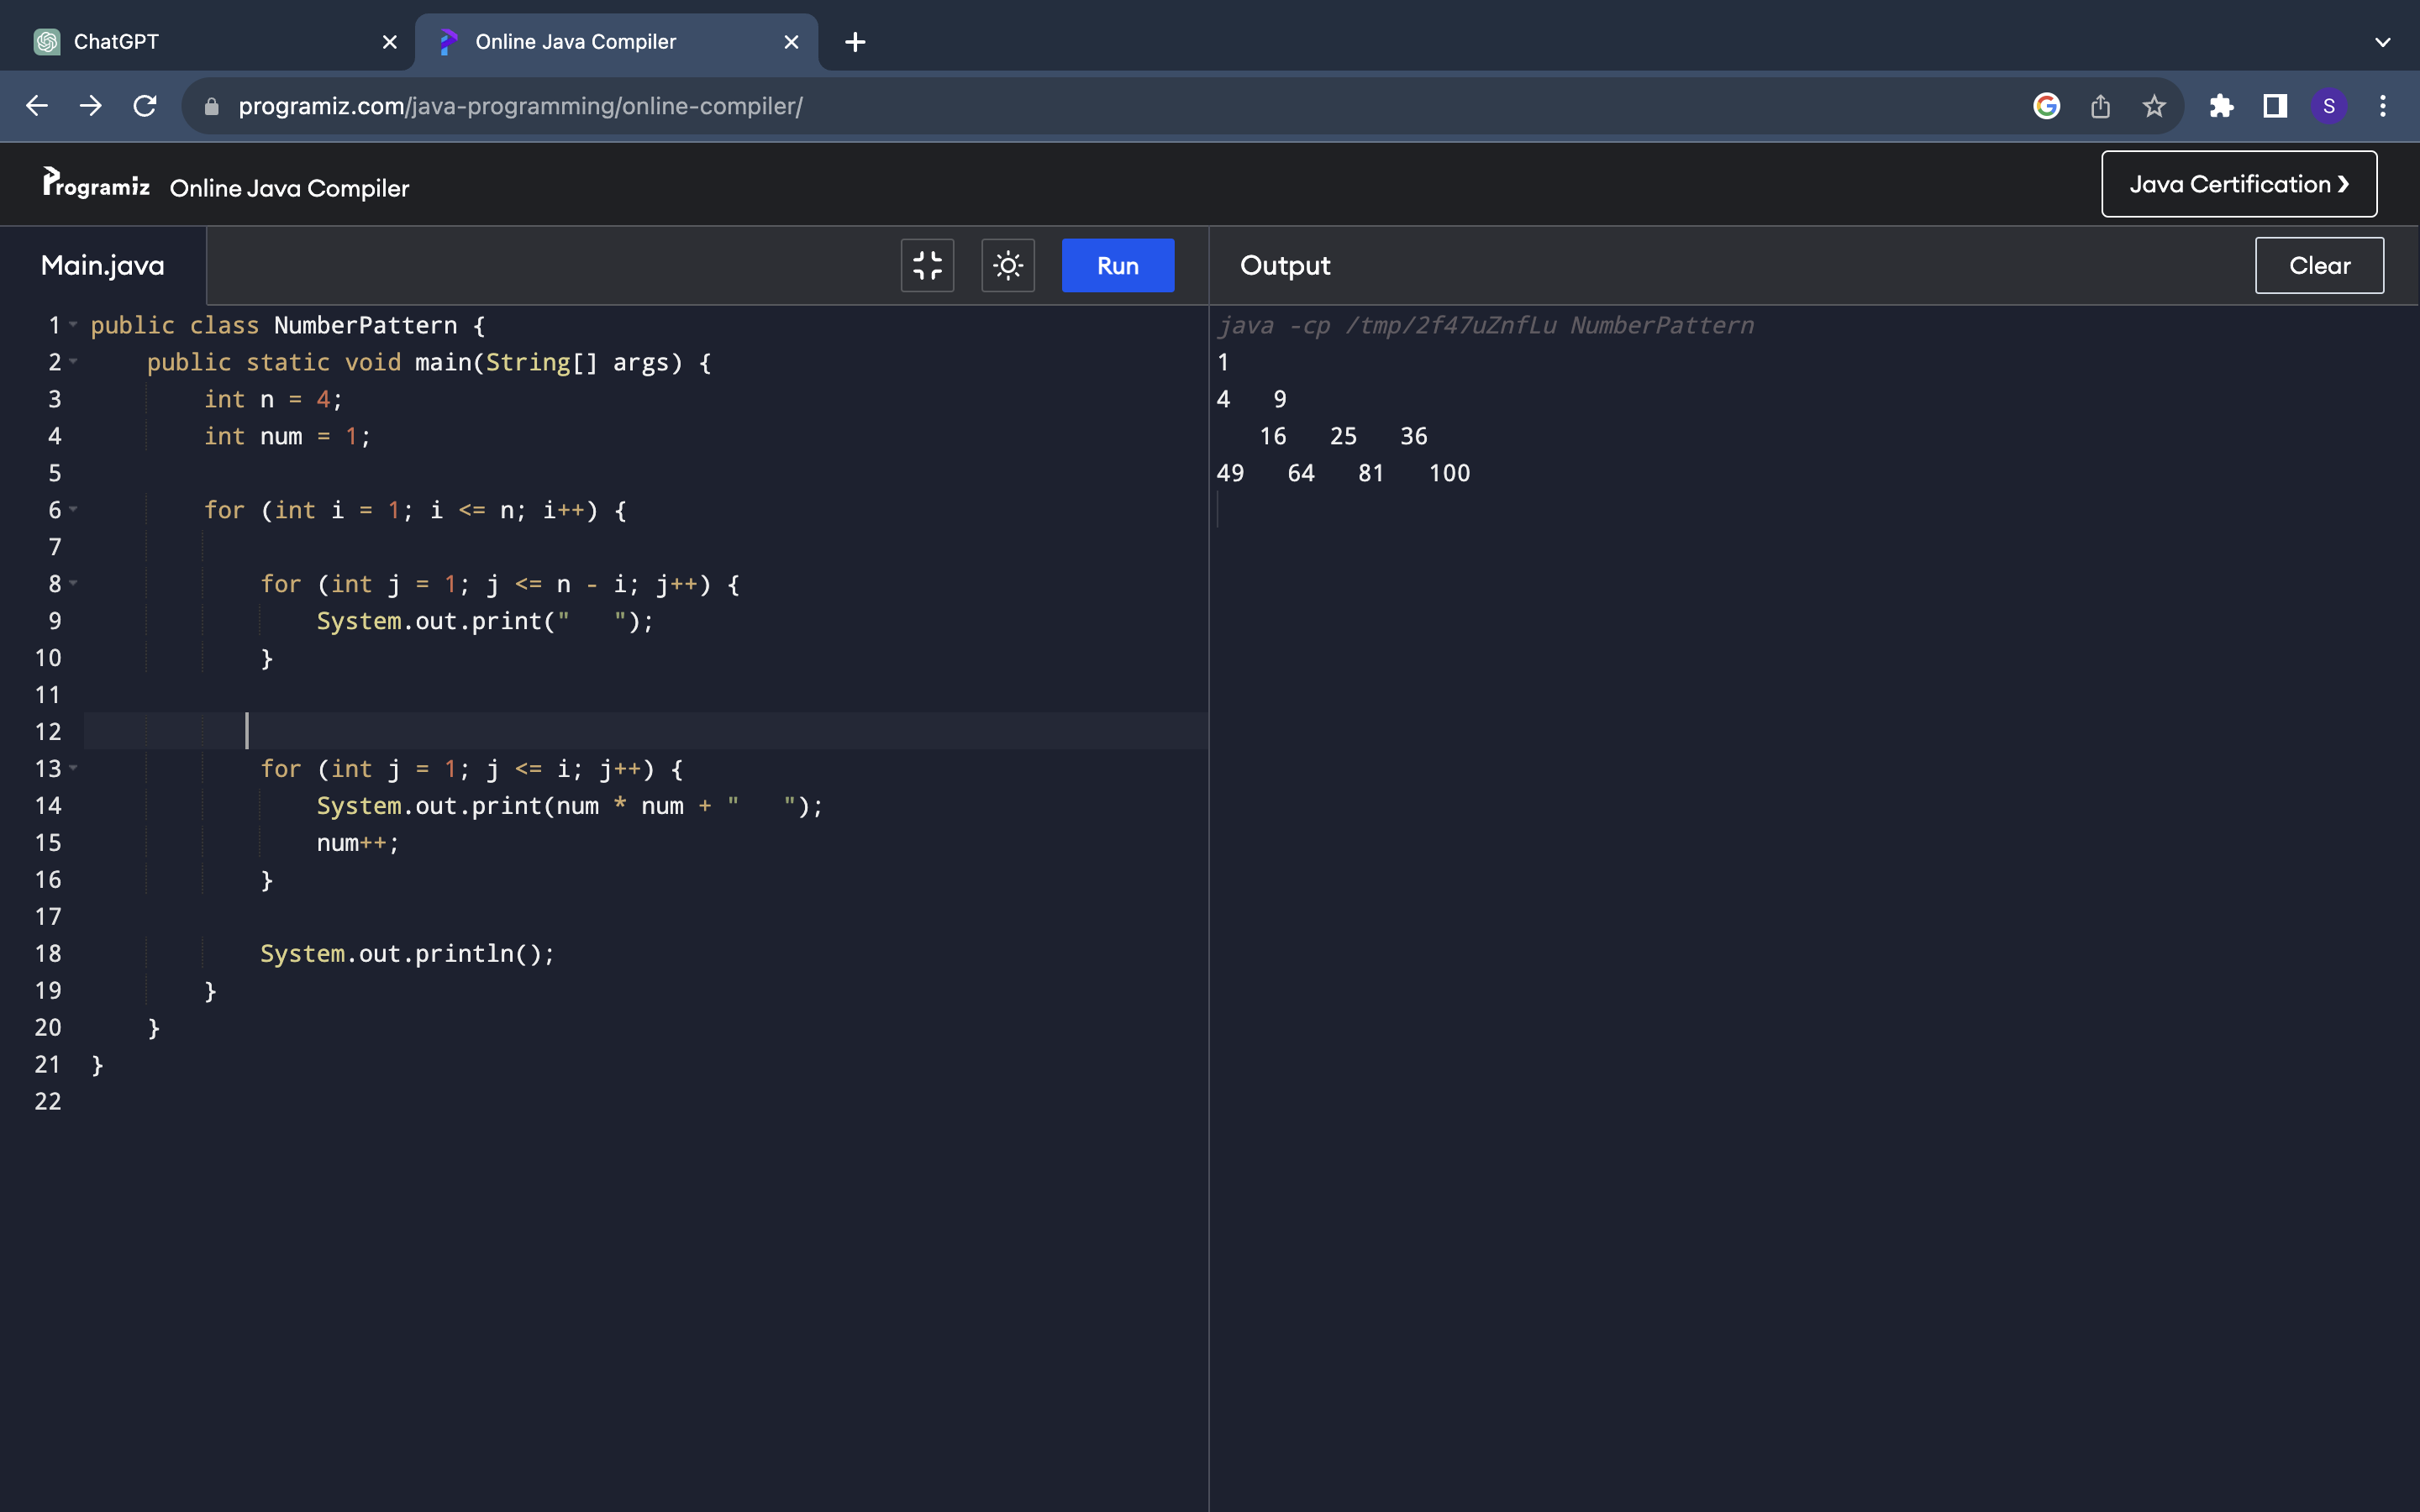 ChatGPT
Online Java Compiler
programiz.com/java-programming/online-compiler/
S
Programiz Online Java Compiler
Java Certification ❯
Main.java
Run
Output
Clear
1 public class NumberPattern {
2     public static void main(String[] args) {
3         int n = 4;
4         int num = 1;
5
6         for (int i = 1; i <= n; i++) {
7
8             for (int j = 1; j <= n - i; j++) {
9                 System.out.print("   ");
10             }
11
12
13             for (int j = 1; j <= i; j++) {
14                 System.out.print(num * num + "   ");
15                 num++;
16             }
17
18             System.out.println();
19         }
20     }
21 }
22
java -cp /tmp/2f47uZnfLu NumberPattern
1
4   9
   16   25   36
49   64   81   100